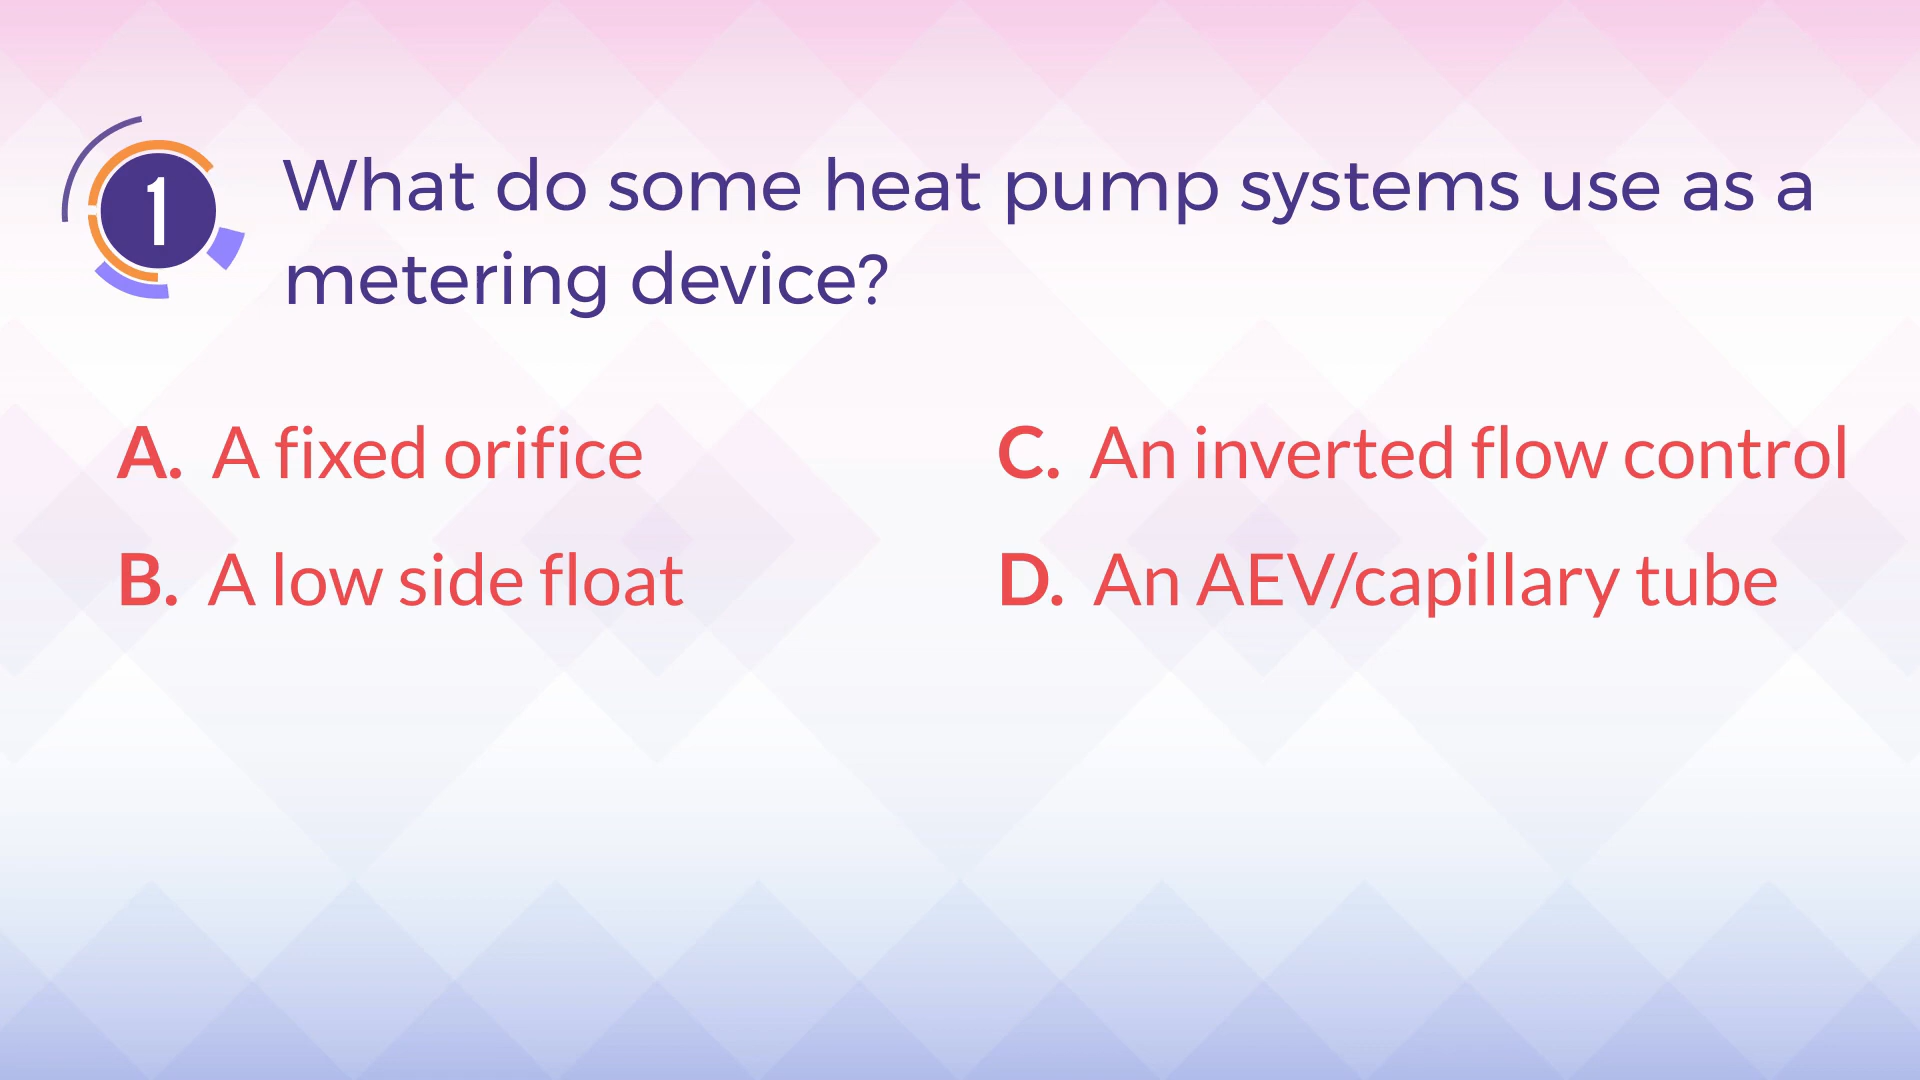 1
What do some heat pump systems use as a
metering device?
A. A fixed orifice
B. A low side float
C. An inverted flow control
D. An AEV/capillary tube